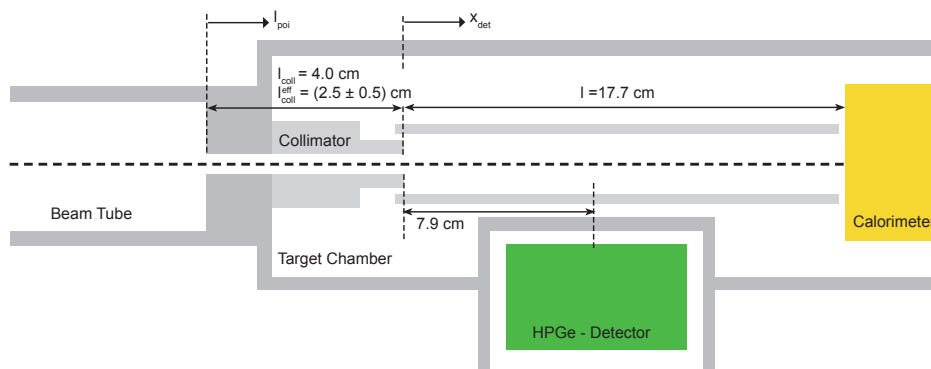 l_poi
x_det
l_coll = 4.0 cm
l_coll^eff = (2.5 ± 0.5) cm
l =17.7 cm
Collimator
Beam Tube
7.9 cm
Calorimeter
Target Chamber
HPGe - Detector